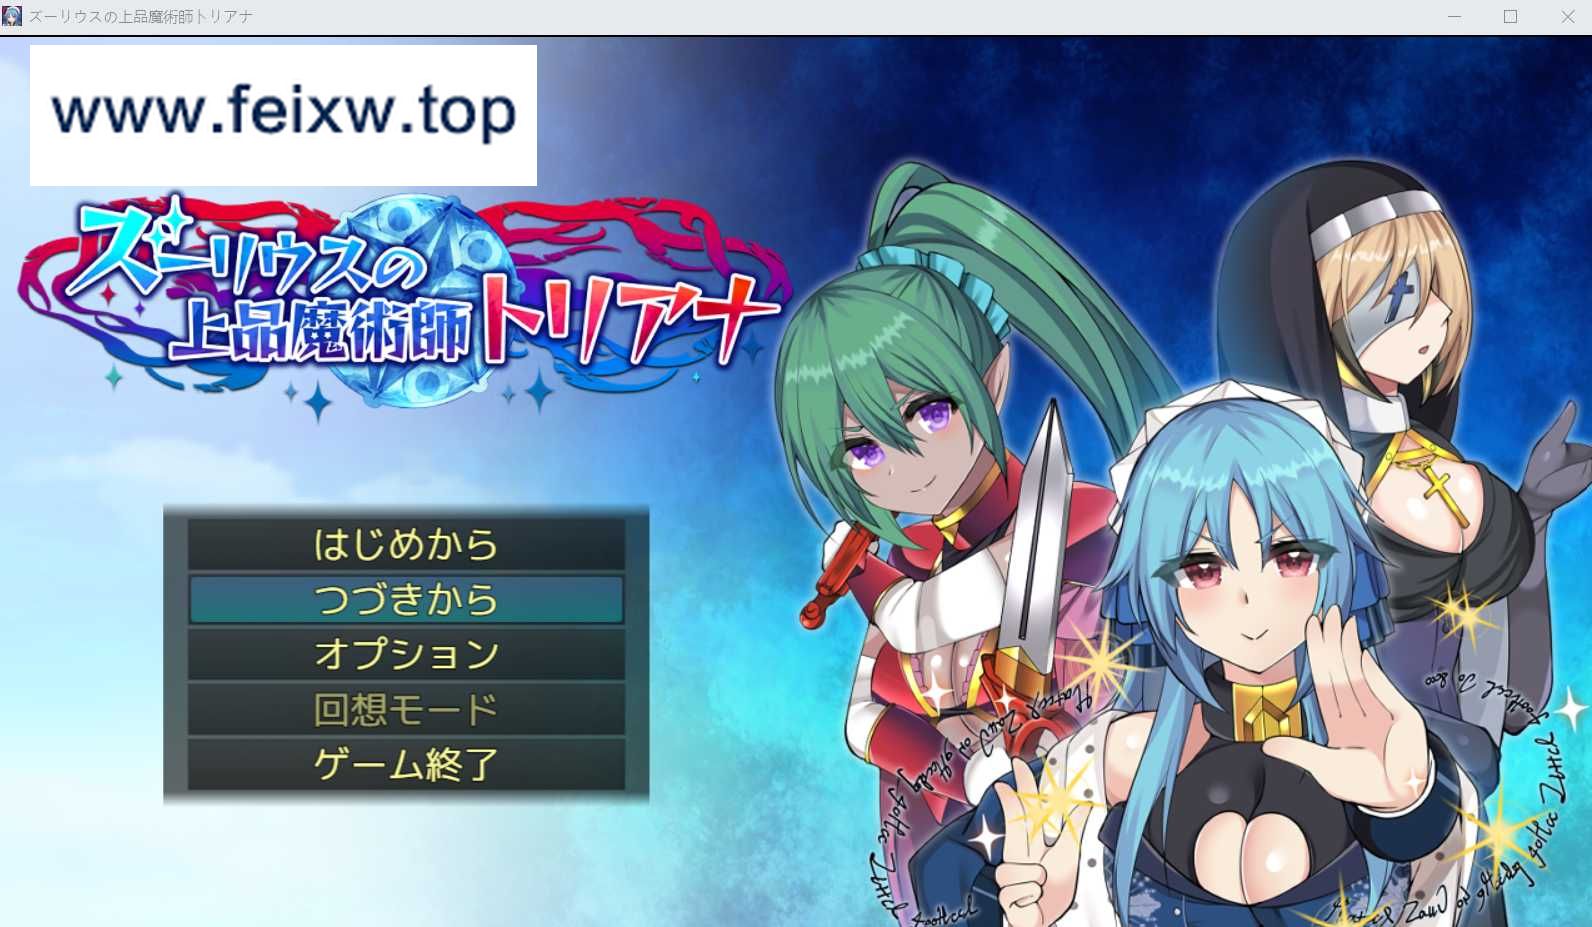 ズーリウスの上品魔術師トリアナ
www.feixw.top
ズーリウスの
上品魔術師トリアナ
はじめから
つづきから
オプション
回想モード
ゲーム終了